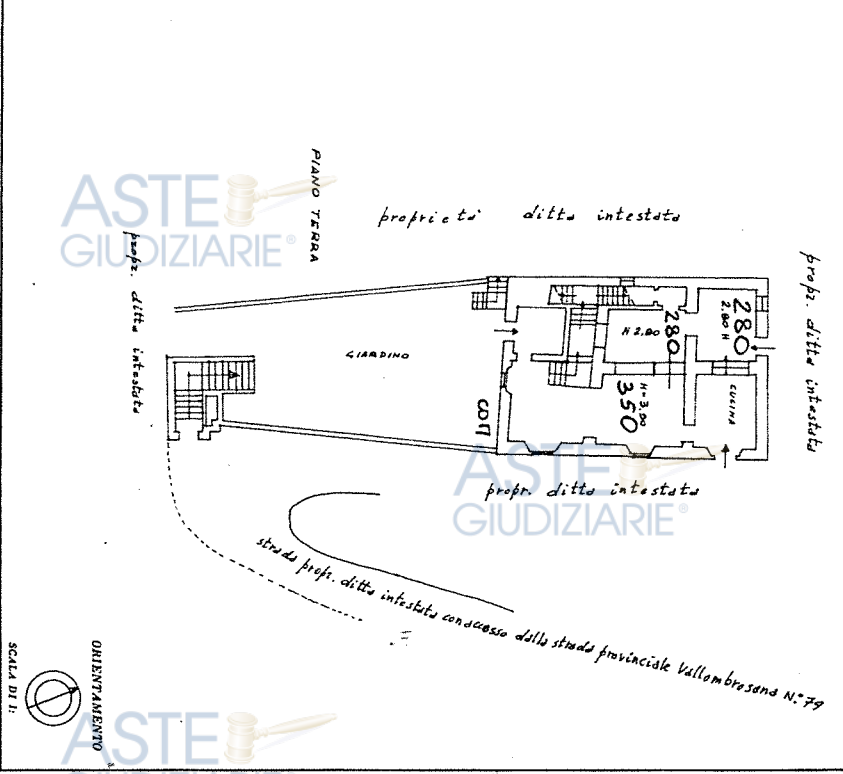 PIANO TERRA
ASTE
GIUDIZIARIE®
proprietà ditta intestata
propr. ditta intestata
propr. ditta intestata
GIARDINO
H 2.80
280
280
2.80 H
H=3,50
350
CUCINA
ASTE
GIUDIZIARIE®
propr. ditta intestata
strada propr. ditta intestata con accesso dalla strada provinciale Vallombrosana N.° 79
ORIENTAMENTO
SCALA DI 1:
ASTE